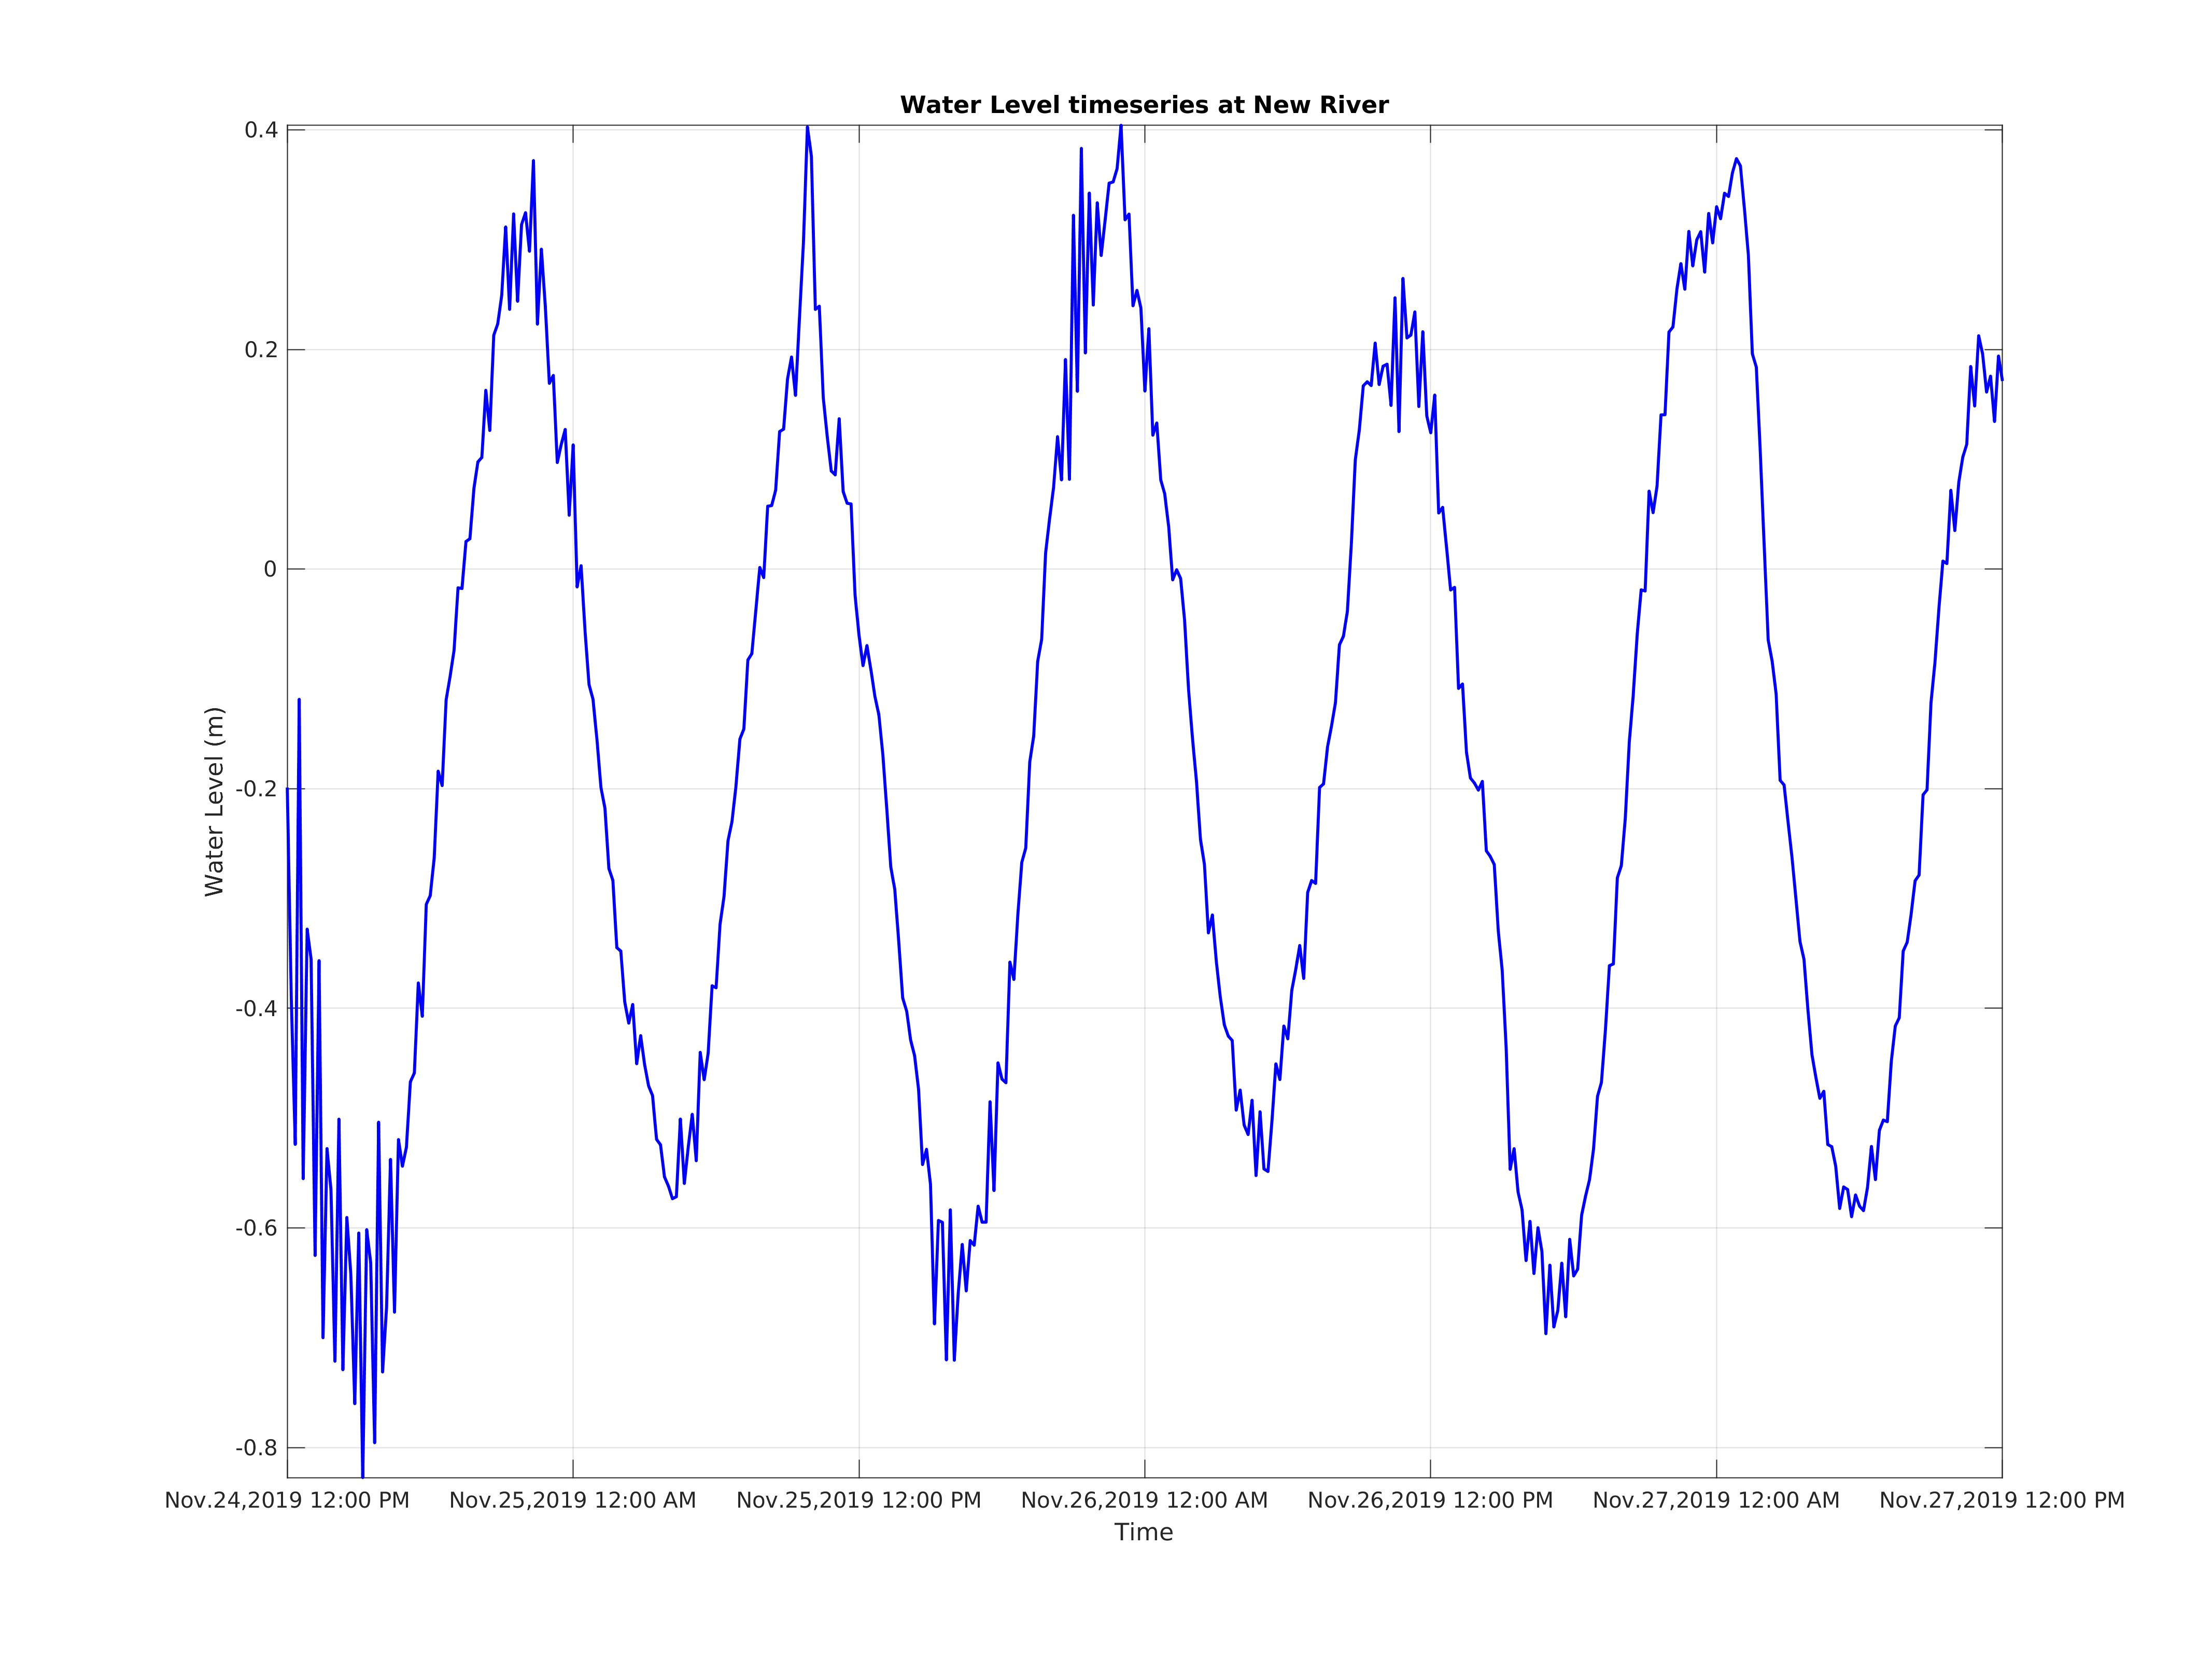 Water Level timeseries at New River
0.4
0.2
0
-0.2
-0.4
-0.6
-0.8
Water Level (m)
Nov.24,2019 12:00 PM
Nov.25,2019 12:00 AM
Nov.25,2019 12:00 PM
Nov.26,2019 12:00 AM
Nov.26,2019 12:00 PM
Nov.27,2019 12:00 AM
Nov.27,2019 12:00 PM
Time